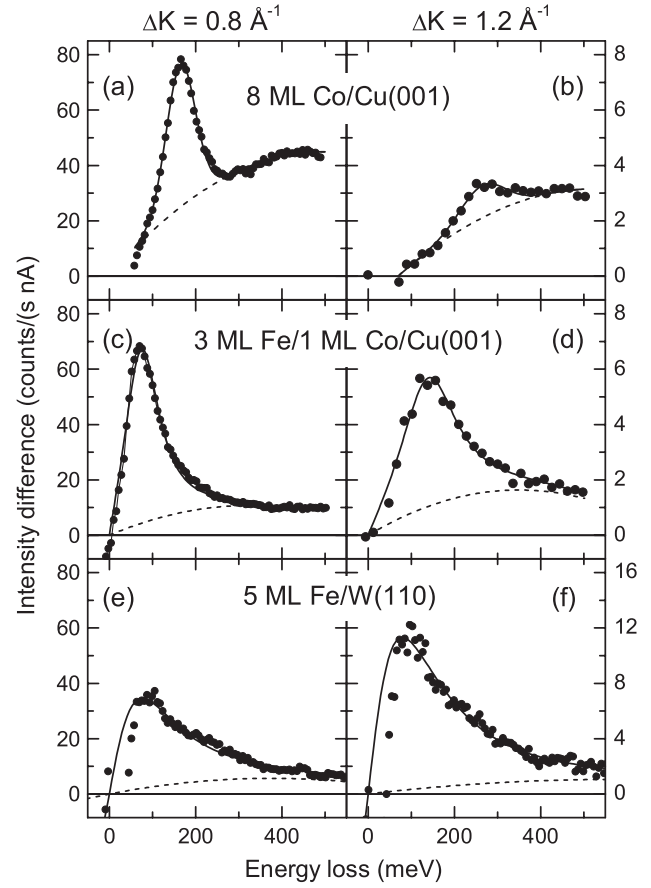 ΔK = 0.8 Å⁻¹ ΔK = 1.2 Å⁻¹
80 8
(a) 8 ML Co/Cu(001) (b)
60 6
40 4
20 2
0 0
80 8
(c) 3 ML Fe/1 ML Co/Cu(001) (d)
60 6
40 4
20 2
0 0
80 16
(e) 5 ML Fe/W(110) (f)
60 12
40 8
20 4
0 0
0 200 400 0 200 400
Energy loss (meV)
Intensity difference (counts/(s nA)